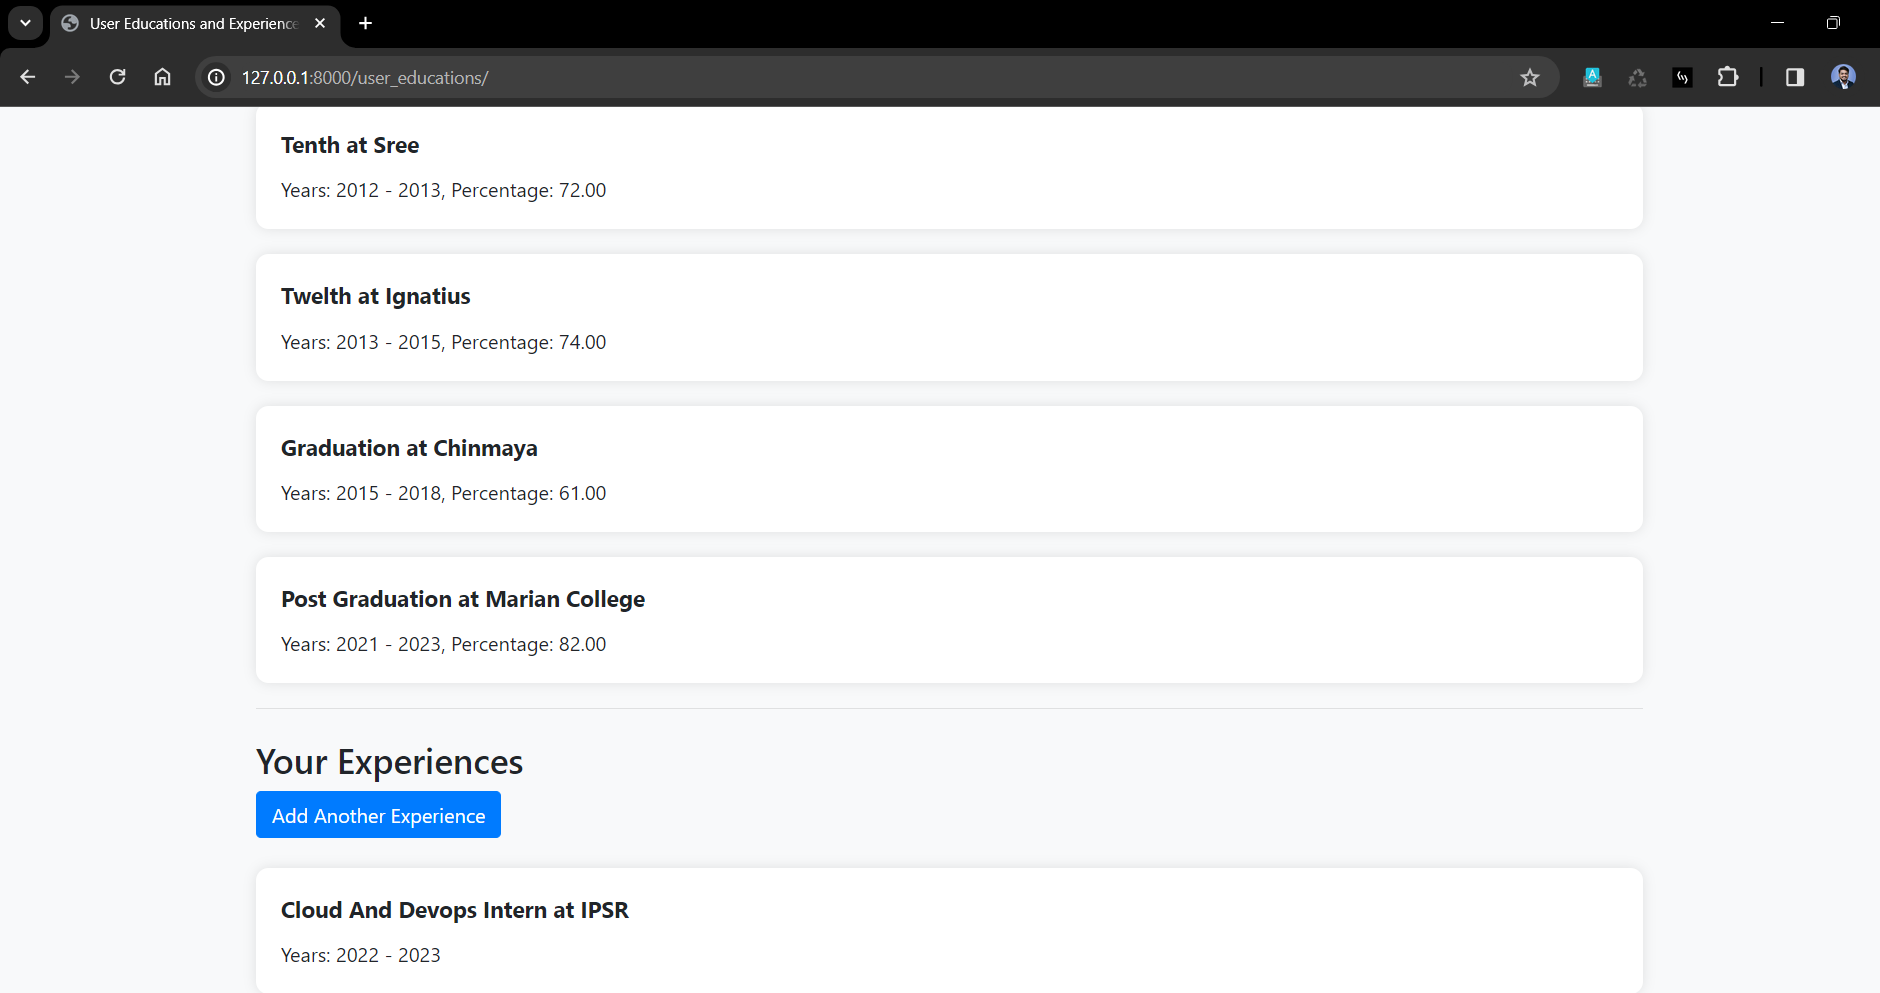 User Educations and Experience
127.0.0.1:8000/user_educations/
A
Tenth at Sree
Years: 2012 - 2013, Percentage: 72.00
Twelth at Ignatius
Years: 2013 - 2015, Percentage: 74.00
Graduation at Chinmaya
Years: 2015 - 2018, Percentage: 61.00
Post Graduation at Marian College
Years: 2021 - 2023, Percentage: 82.00
Your Experiences
Add Another Experience
Cloud And Devops Intern at IPSR
Years: 2022 - 2023